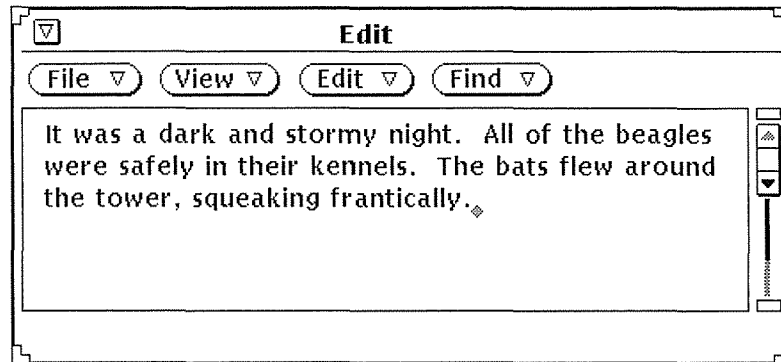 Edit
File View Edit Find
It was a dark and stormy night.  All of the beagles
were safely in their kennels.  The bats flew around
the tower, squeaking frantically.